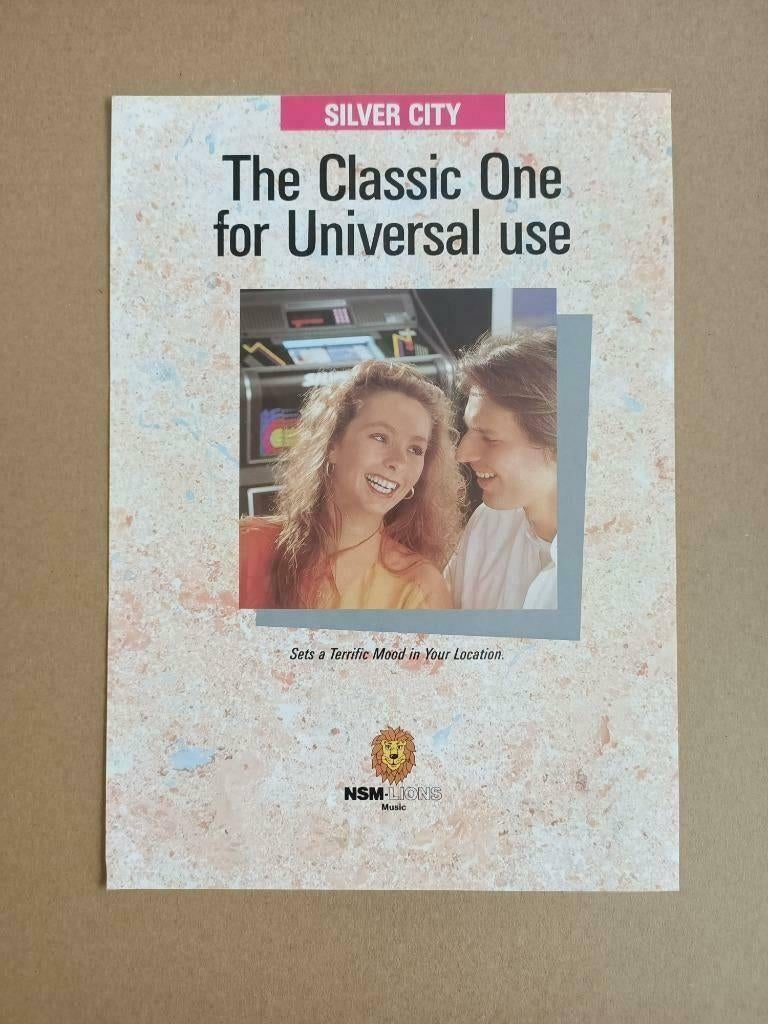 SILVER CITY
The Classic One
for Universal use
Sets a Terrific Mood in Your Location.
NSM-LIONS
Music